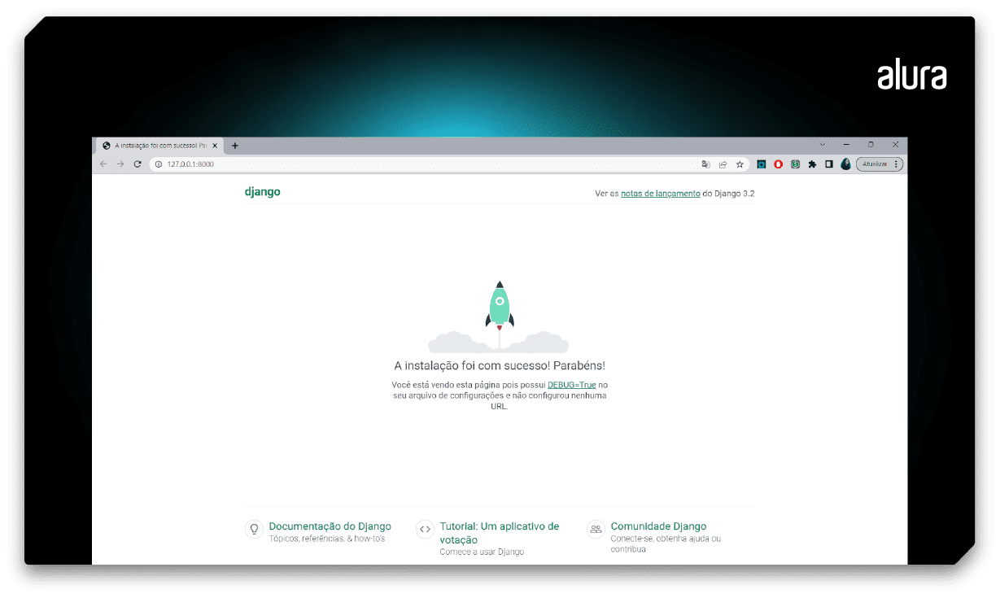 alura
A instalação foi com sucesso! Par
127.0.0.1:8000
Atualizar
django
Ver as notas de lançamento do Django 3.2
A instalação foi com sucesso! Parabéns!
Você está vendo esta página pois possui DEBUG=True no
seu arquivo de configurações e não configurou nenhuma
URL.
Documentação do Django
Tópicos, referências, & how-to's
Tutorial: Um aplicativo de
votação
Comece a usar Django
Comunidade Django
Conecte-se, obtenha ajuda ou
contribua